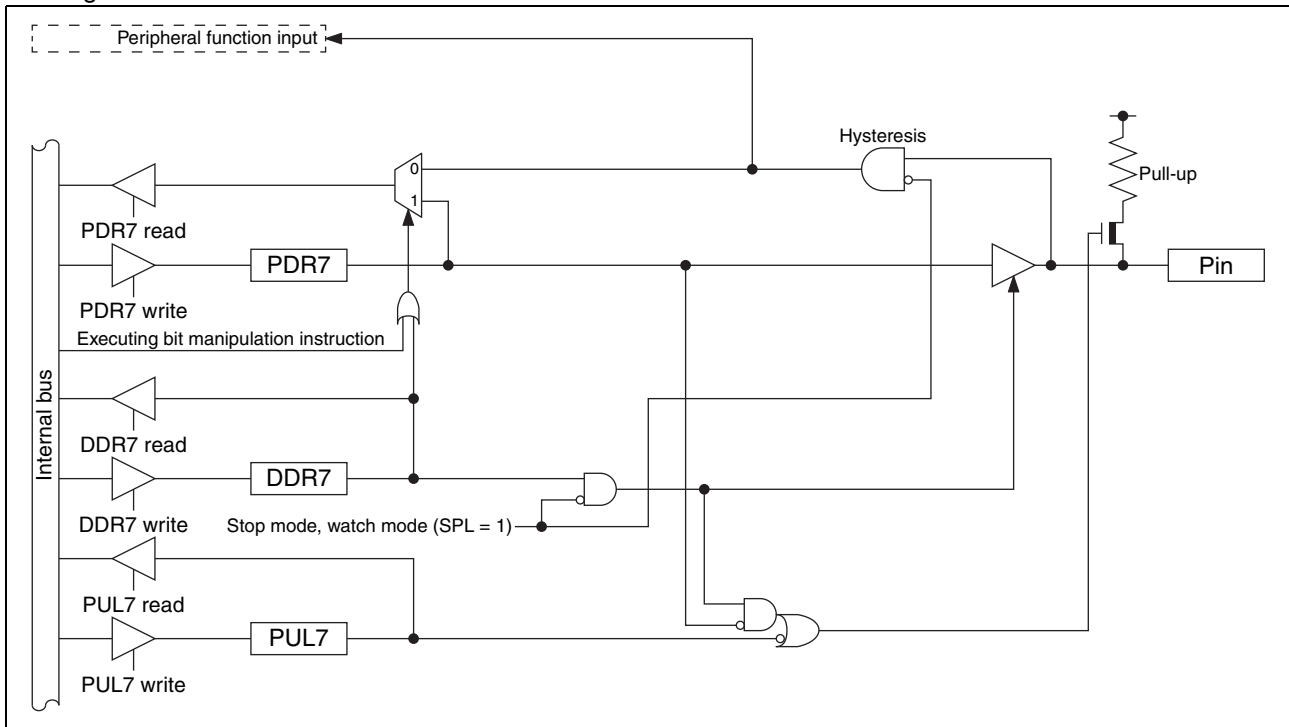 Peripheral function input
Hysteresis
0
Pull-up
1
PDR7 read
PDR7
Pin
PDR7 write
Executing bit manipulation instruction
Internal bus
DDR7 read
DDR7
DDR7 write
Stop mode, watch mode (SPL = 1)
PUL7 read
PUL7
PUL7 write